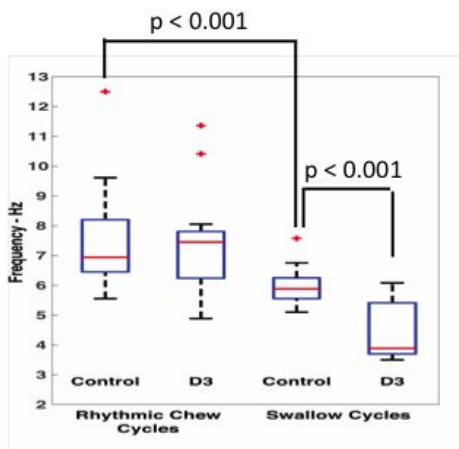 p < 0.001
p < 0.001
13
12
11
10
9
8
7
6
5
4
3
2
Frequency - Hz
Control D3 Control D3
Rhythmic Chew Swallow Cycles
Cycles